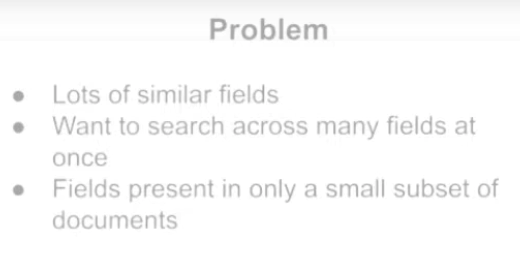 Problem
● Lots of similar fields
● Want to search across many fields at
once
● Fields present in only a small subset of
documents